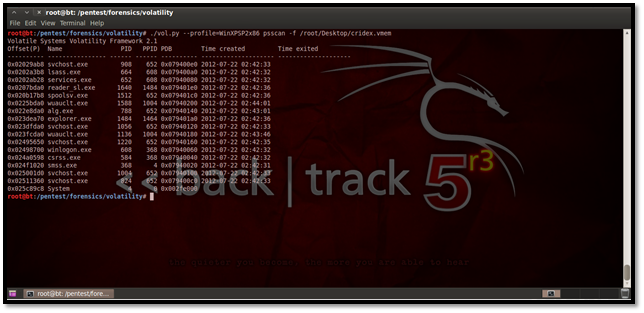 root@bt: /pentest/forensics/volatility
File Edit View Terminal Help
root@bt:/pentest/forensics/volatility# ./vol.py --profile=WinXPSP2x86 psscan -f /root/Desktop/cridex.vmem
Volatile Systems Volatility Framework 2.1
Offset(P) Name PID PPID PDB Time created Time exited
---------- ---------------- ------ ------ ---------- -------------------- --------------------
0x02029ab8 svchost.exe 908 652 0x079400e0 2012-07-22 02:42:33
0x0202a3b8 lsass.exe 664 608 0x079400a0 2012-07-22 02:42:32
0x0202ab28 services.exe 652 608 0x07940080 2012-07-22 02:42:32
0x0207bda0 reader_sl.exe 1640 1484 0x079401e0 2012-07-22 02:42:36
0x020b17b8 spoolsv.exe 1512 652 0x079401c0 2012-07-22 02:42:36
0x0225bda0 wuauclt.exe 1588 1004 0x07940200 2012-07-22 02:44:01
0x022e8da0 alg.exe 788 652 0x07940140 2012-07-22 02:43:01
0x023dea70 explorer.exe 1484 1464 0x079401a0 2012-07-22 02:42:36
0x023dfda0 svchost.exe 1056 652 0x07940120 2012-07-22 02:42:33
0x023fcda0 wuauclt.exe 1136 1004 0x07940180 2012-07-22 02:43:46
0x02495650 svchost.exe 1220 652 0x07940160 2012-07-22 02:42:35
0x02498700 winlogon.exe 608 368 0x07940060 2012-07-22 02:42:32
0x024a0598 csrss.exe 584 368 0x07940040 2012-07-22 02:42:32
0x024f1020 smss.exe 368 4 0x07940020 2012-07-22 02:42:31
0x025001d0 svchost.exe 1004 652 0x07940100 2012-07-22 02:42:33
0x02511360 svchost.exe 824 652 0x079400c0 2012-07-22 02:42:33
0x025c89c8 System 4 0 0x002fe000
root@bt:/pentest/forensics/volatility#
<< back | track 5 r3
the quieter you become, the more you are able to hear
root@bt: /pentest/fore...